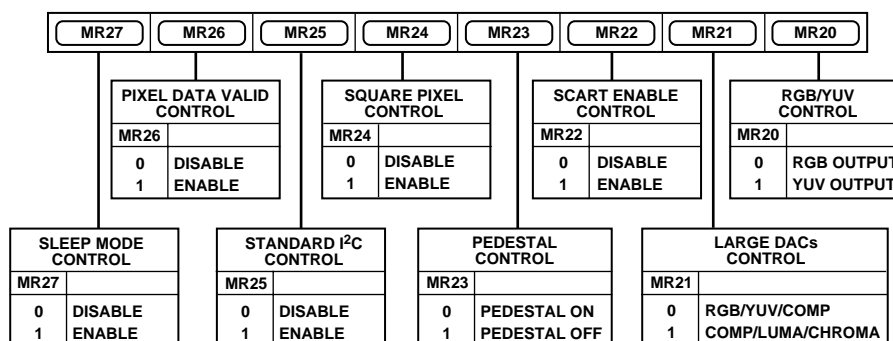 MR27 MR26 MR25 MR24 MR23 MR22 MR21 MR20
PIXEL DATA VALID
CONTROL
MR26
0 DISABLE
1 ENABLE
SQUARE PIXEL
CONTROL
MR24
0 DISABLE
1 ENABLE
SCART ENABLE
CONTROL
MR22
0 DISABLE
1 ENABLE
RGB/YUV
CONTROL
MR20
0 RGB OUTPUT
1 YUV OUTPUT
SLEEP MODE
CONTROL
MR27
0 DISABLE
1 ENABLE
STANDARD I²C
CONTROL
MR25
0 DISABLE
1 ENABLE
PEDESTAL
CONTROL
MR23
0 PEDESTAL ON
1 PEDESTAL OFF
LARGE DACs
CONTROL
MR21
0 RGB/YUV/COMP
1 COMP/LUMA/CHROMA